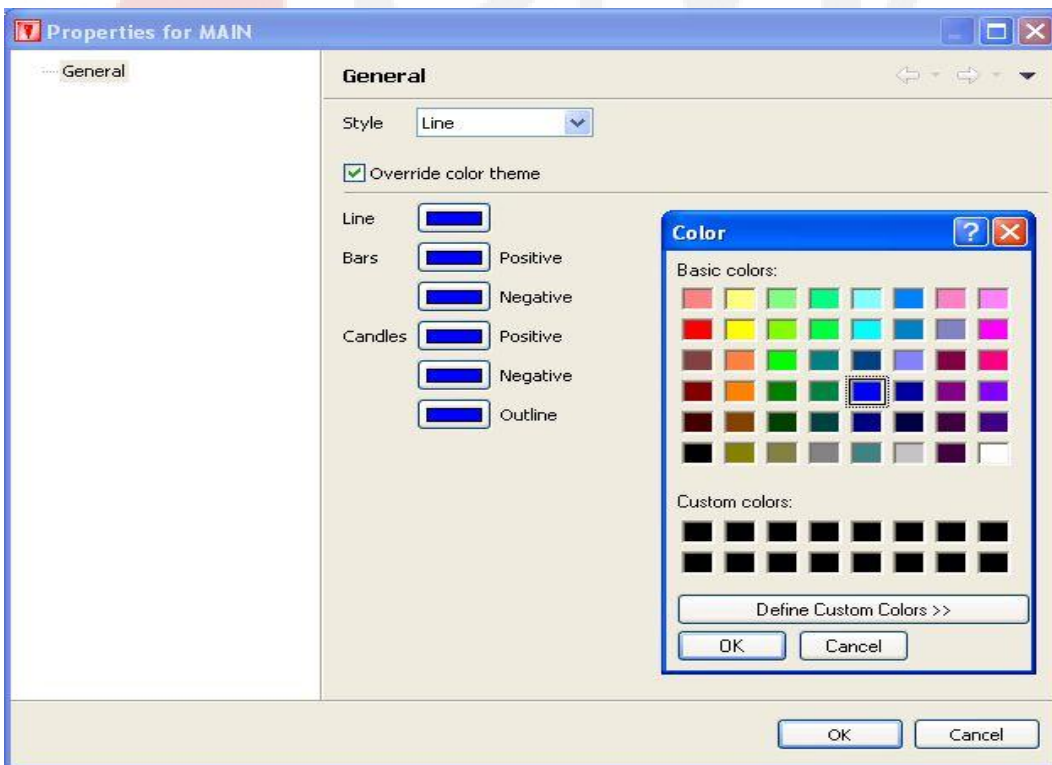 Properties for MAIN
General
General
Style Line
Override color theme
Line
Bars Positive
Negative
Candles Positive
Negative
Outline
Color
Basic colors:
Custom colors:
Define Custom Colors >>
OK Cancel
OK Cancel